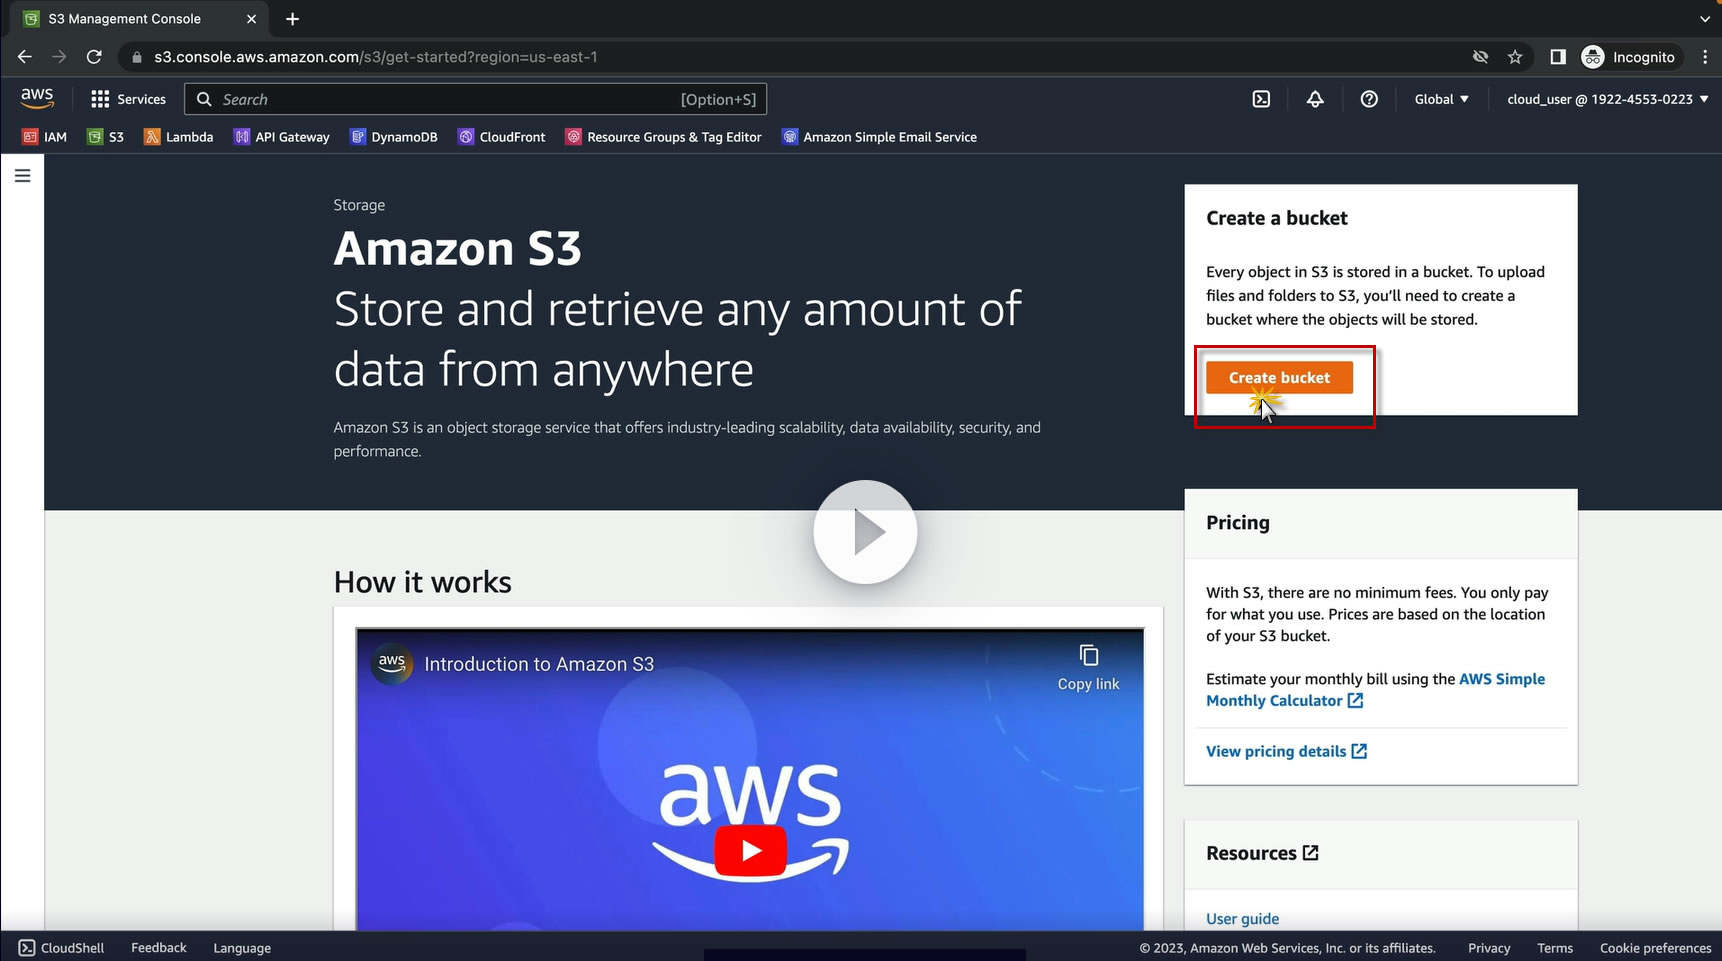 S3 Management Console
s3.console.aws.amazon.com/s3/get-started?region=us-east-1
Incognito
aws
Services
Search
[Option+S]
Global
cloud_user @ 1922-4553-0223
IAM
S3
Lambda
API Gateway
DynamoDB
CloudFront
Resource Groups & Tag Editor
Amazon Simple Email Service
Storage
Amazon S3
Store and retrieve any amount of
data from anywhere
Amazon S3 is an object storage service that offers industry-leading scalability, data availability, security, and
performance.
Create a bucket
Every object in S3 is stored in a bucket. To upload
files and folders to S3, you'll need to create a
bucket where the objects will be stored.
Create bucket
How it works
aws
Introduction to Amazon S3
Copy link
aws
Pricing
With S3, there are no minimum fees. You only pay
for what you use. Prices are based on the location
of your S3 bucket.
Estimate your monthly bill using the AWS Simple
Monthly Calculator
View pricing details
Resources
User guide
CloudShell
Feedback
Language
© 2023, Amazon Web Services, Inc. or its affiliates.
Privacy
Terms
Cookie preferences